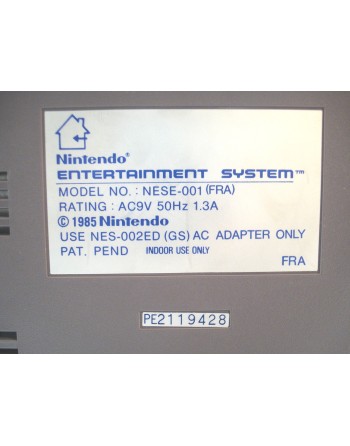 Nintendo®
ENTERTAINMENT SYSTEM™
MODEL NO. : NESE-001 (FRA)
RATING : AC9V 50Hz 1.3A
© 1985 Nintendo
USE NES-002ED (GS) AC ADAPTER ONLY
PAT. PEND INDOOR USE ONLY
FRA
PE2119428